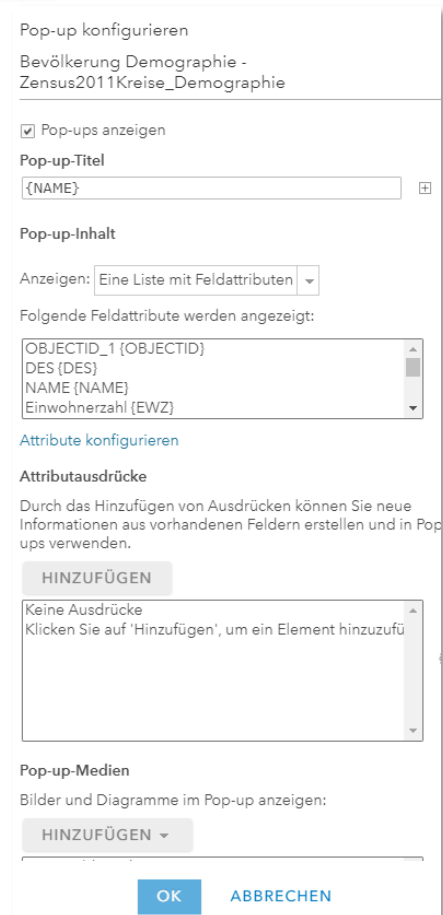 Pop-up konfigurieren
Bevölkerung Demographie -
Zensus2011Kreise_Demographie
Pop-ups anzeigen
Pop-up-Titel
{NAME}
Pop-up-Inhalt
Anzeigen: Eine Liste mit Feldattributen
Folgende Feldattribute werden angezeigt:
OBJECTID_1 {OBJECTID}
DES {DES}
NAME {NAME}
Einwohnerzahl {EWZ}
Attribute konfigurieren
Attributausdrücke
Durch das Hinzufügen von Ausdrücken können Sie neue
Informationen aus vorhandenen Feldern erstellen und in Pop
ups verwenden.
HINZUFÜGEN
Keine Ausdrücke
Klicken Sie auf 'Hinzufügen', um ein Element hinzuzufü
Pop-up-Medien
Bilder und Diagramme im Pop-up anzeigen:
HINZUFÜGEN
OK ABBRECHEN